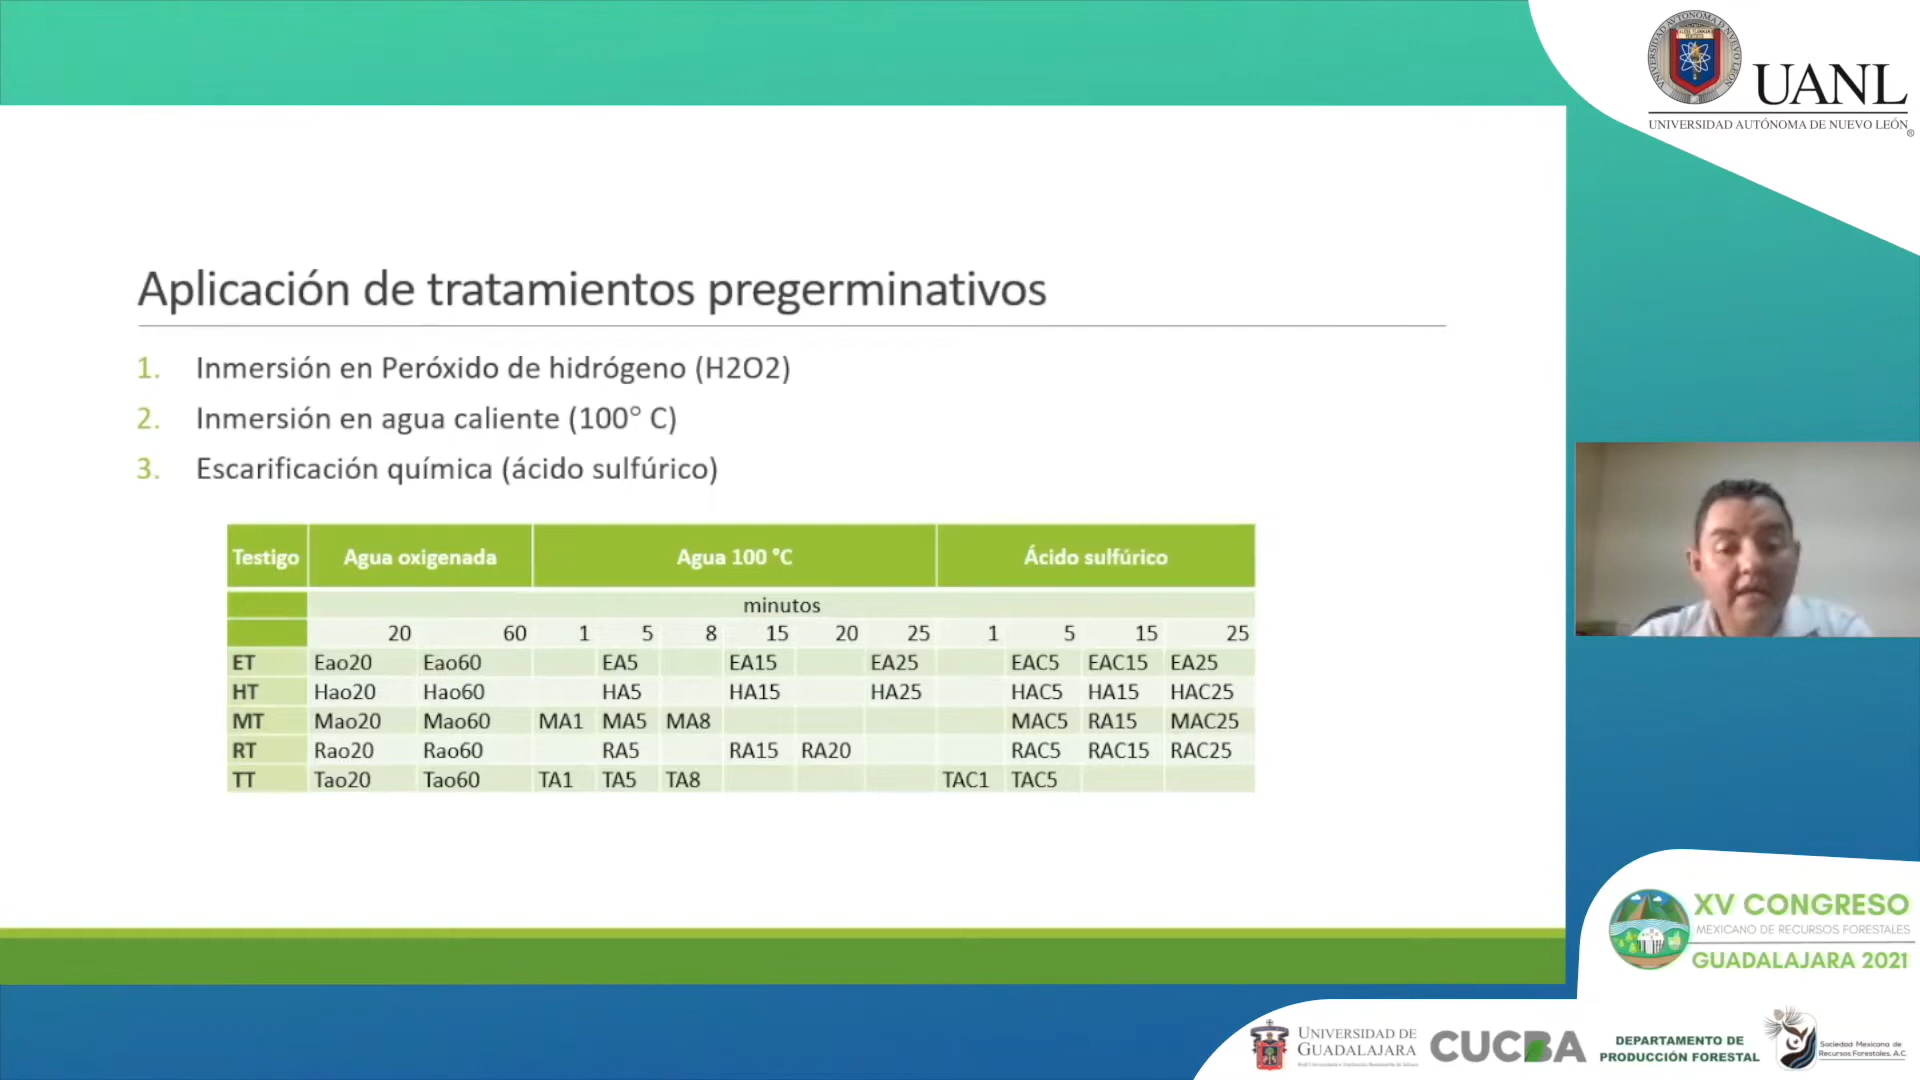 UANL
UNIVERSIDAD AUTÓNOMA DE NUEVO LEÓN
®
Aplicación de tratamientos pregerminativos
1. Inmersión en Peróxido de hidrógeno (H2O2)
2. Inmersión en agua caliente (100° C)
3. Escarificación química (ácido sulfúrico)
Testigo Agua oxigenada Agua 100 °C Ácido sulfúrico
minutos
20 60 1 5 8 15 20 25 1 5 15 25
ET Eao20 Eao60 EA5 EA15 EA25 EAC5 EAC15 EA25
HT Hao20 Hao60 HA5 HA15 HA25 HAC5 HA15 HAC25
MT Mao20 Mao60 MA1 MA5 MA8 MAC5 RA15 MAC25
RT Rao20 Rao60 RA5 RA15 RA20 RAC5 RAC15 RAC25
TT Tao20 Tao60 TA1 TA5 TA8 TAC1 TAC5
XV CONGRESO
MEXICANO DE RECURSOS FORESTALES
GUADALAJARA 2021
UNIVERSIDAD DE
GUADALAJARA
CUCBA
DEPARTAMENTO DE
PRODUCCIÓN FORESTAL
Sociedad Mexicana de
Recursos Forestales, A.C.